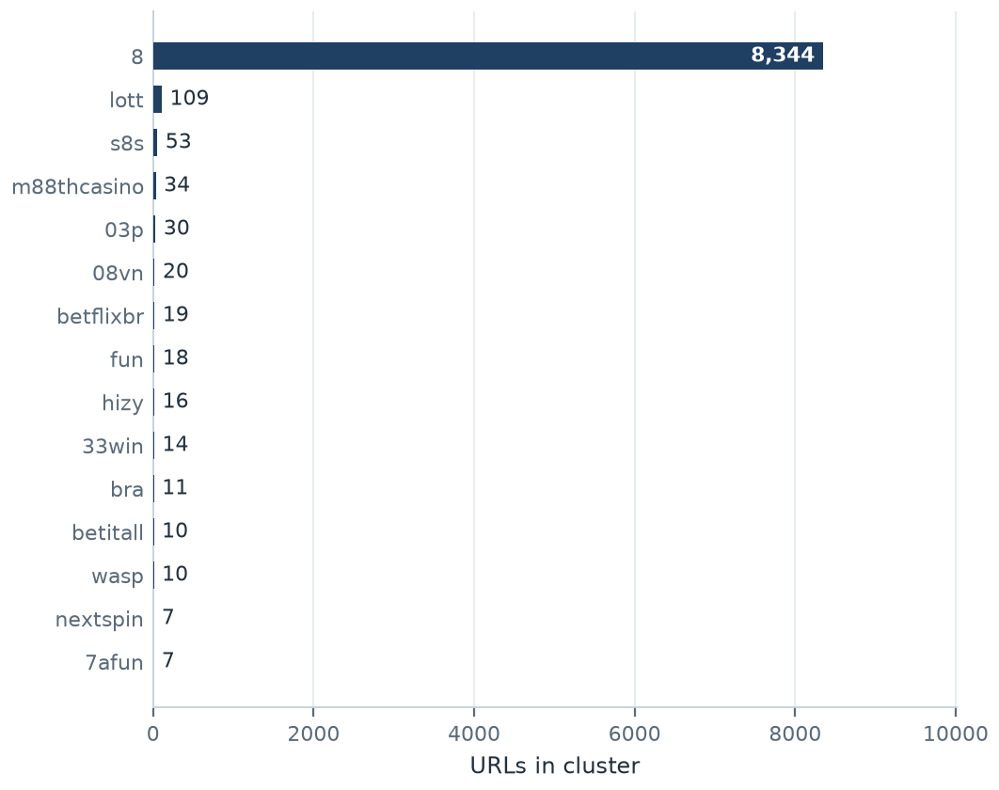 8 8,344
lott 109
s8s 53
m88thcasino 34
03p 30
08vn 20
betflixbr 19
fun 18
hizy 16
33win 14
bra 11
betitall 10
wasp 10
nextspin 7
7afun 7
0 2000 4000 6000 8000 10000
URLs in cluster